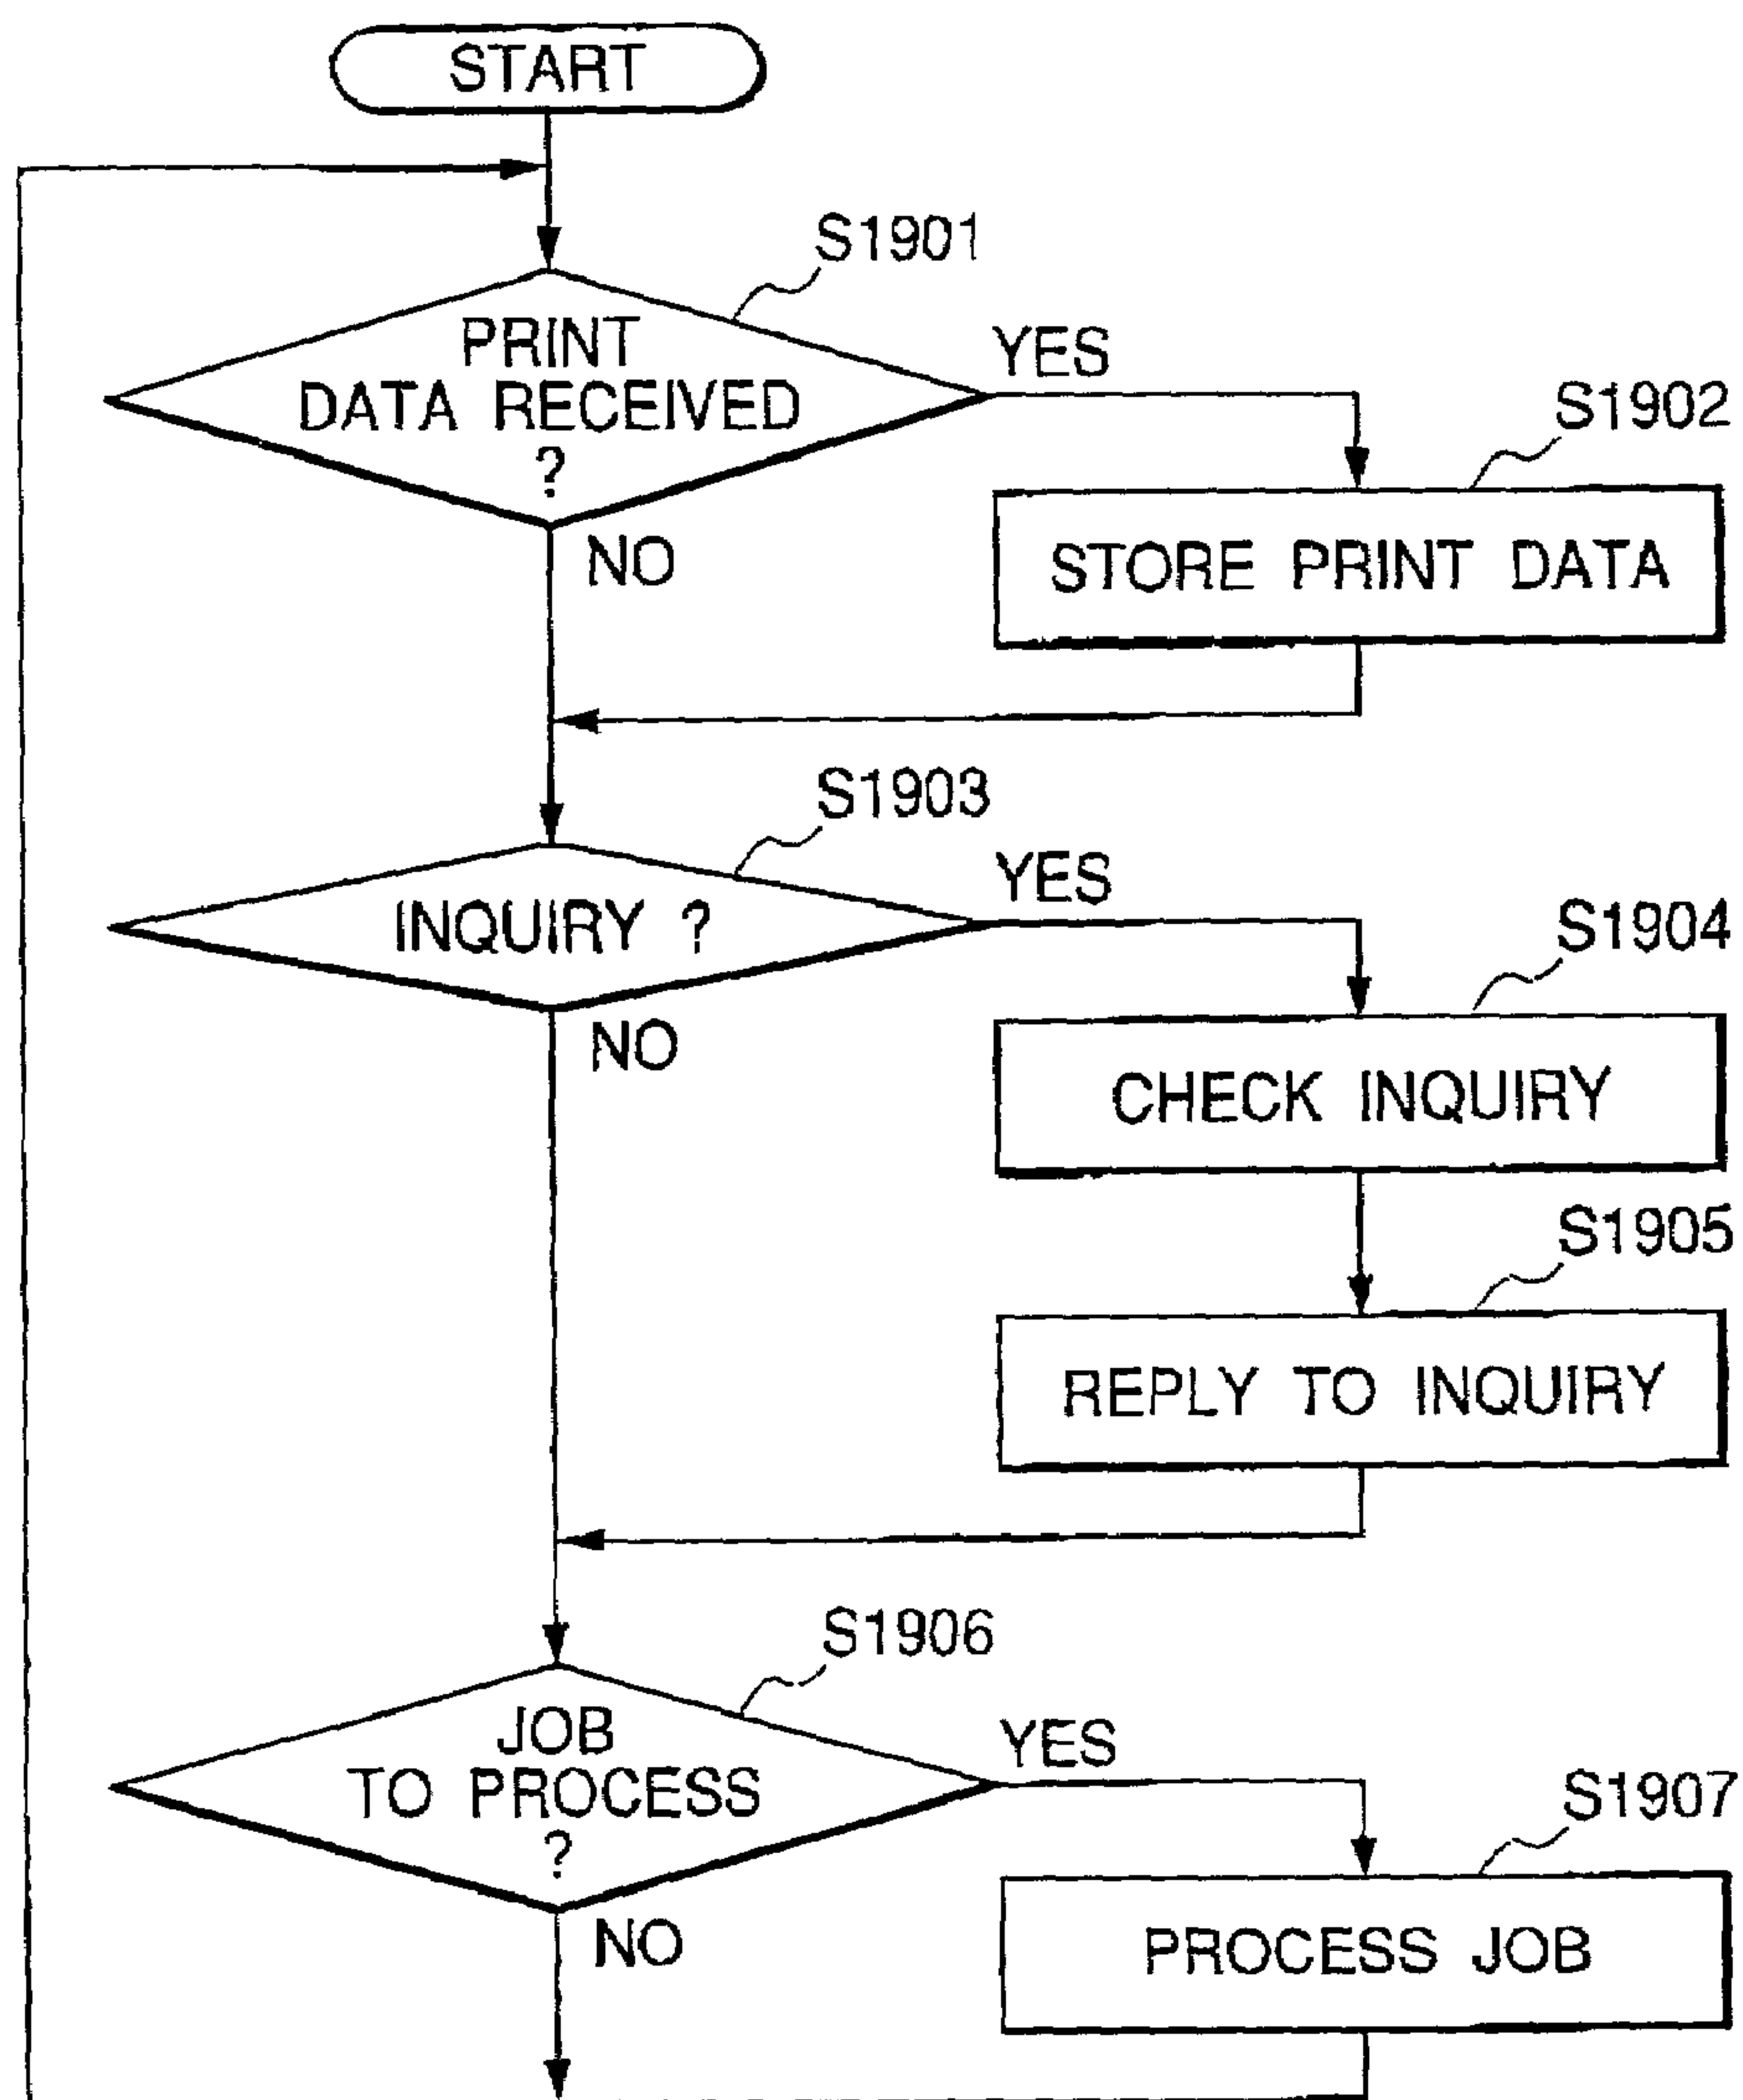 START
S1901
PRINT
DATA RECEIVED
?
YES
NO
S1902
STORE PRINT DATA
S1903
INQUIRY ?
YES
NO
S1904
CHECK INQUIRY
S1905
REPLY TO INQUIRY
S1906
JOB
TO PROCESS
?
YES
NO
S1907
PROCESS JOB